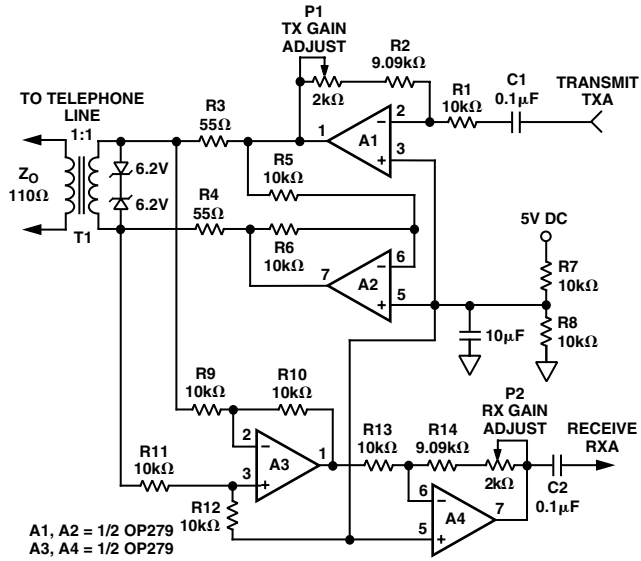 P1
TX GAIN
ADJUST
2kΩ
R2
9.09kΩ
R1
10kΩ
C1
0.1µF
TRANSMIT
TXA
TO TELEPHONE
LINE
1:1
ZO
110Ω
T1
6.2V
6.2V
R3
55Ω
1
A1
2
3
R5
10kΩ
R4
55Ω
R6
10kΩ
7
A2
6
5
5V DC
R7
10kΩ
R8
10kΩ
10µF
R9
10kΩ
R10
10kΩ
R11
10kΩ
R12
10kΩ
2
3
A3
1
R13
10kΩ
R14
9.09kΩ
P2
RX GAIN
ADJUST
2kΩ
RECEIVE
RXA
C2
0.1µF
6
5
A4
7
A1, A2 = 1/2 OP279
A3, A4 = 1/2 OP279
–
+
–
+
–
+
–
+